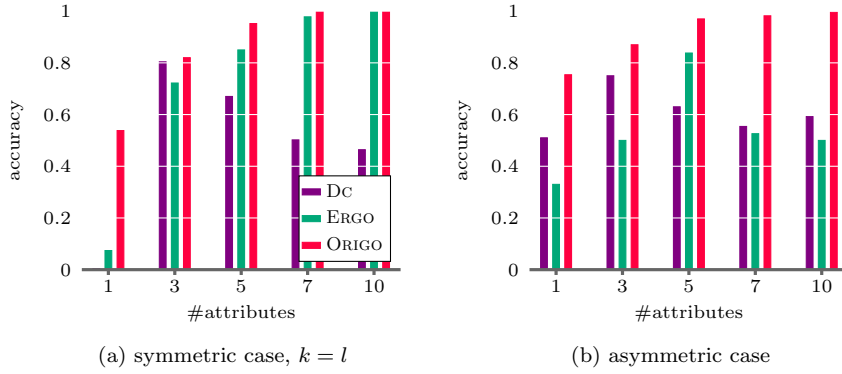 1
0.8
0.6
0.4
0.2
0
accuracy
1 3 5 7 10
#attributes
Dc
Ergo
Origo
(a) symmetric case, k = l
1
0.8
0.6
0.4
0.2
0
accuracy
1 3 5 7 10
#attributes
(b) asymmetric case